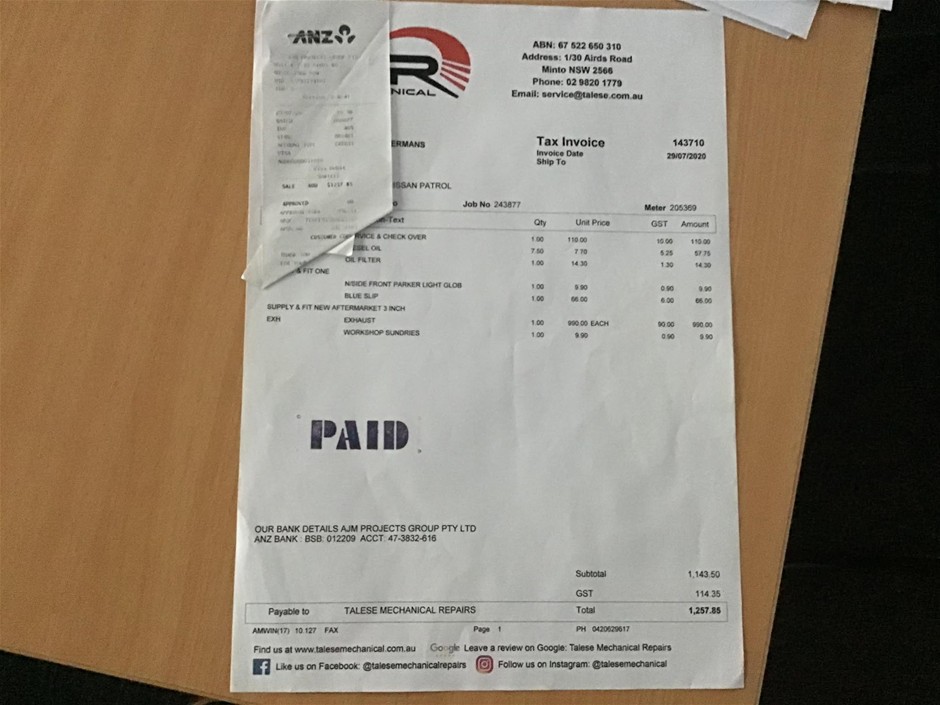 ANZ
SALE AUD $1257.85
APPROVED
CUSTOMER COPY
R
NICAL
ABN: 67 522 650 310
Address: 1/30 Airds Road
Minto NSW 2566
Phone: 02 9820 1779
Email: service@talese.com.au
ERMANS
Tax Invoice 143710
Invoice Date 29/07/2020
Ship To
ISSAN PATROL
Job No 243877 Meter 205369
n-Text Qty Unit Price GST Amount
RVICE & CHECK OVER 1.00 110.00 10.00 110.00
ESEL OIL 7.50 7.70 5.25 57.75
OIL FILTER 1.00 14.30 1.30 14.30
& FIT ONE
N/SIDE FRONT PARKER LIGHT GLOB 1.00 9.90 0.90 9.90
BLUE SLIP 1.00 66.00 6.00 66.00
SUPPLY & FIT NEW AFTERMARKET 3 INCH
EXH EXHAUST 1.00 990.00 EACH 90.00 990.00
WORKSHOP SUNDRIES 1.00 9.90 0.90 9.90
PAID
OUR BANK DETAILS AJM PROJECTS GROUP PTY LTD
ANZ BANK : BSB: 012209 ACCT: 47-3832-616
Subtotal 1,143.50
GST 114.35
Payable to TALESE MECHANICAL REPAIRS Total 1,257.85
AMWIN(17) 10.127 FAX Page 1 PH 0420629617
Find us at www.talesemechanical.com.au Google Leave a review on Google: Talese Mechanical Repairs
Like us on Facebook: @talesemechanicalrepairs Follow us on Instagram: @talesemechanical